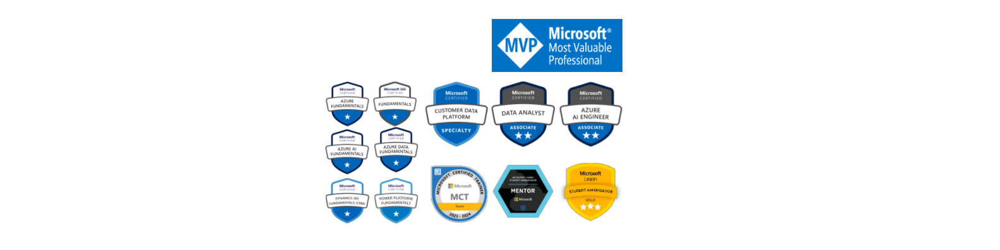 MVP
Microsoft®
Most Valuable
Professional
Microsoft
CERTIFIED
AZURE
FUNDAMENTALS
Microsoft 365
CERTIFIED
FUNDAMENTALS
Microsoft
CERTIFIED
CUSTOMER DATA
PLATFORM
SPECIALTY
Microsoft
CERTIFIED
DATA ANALYST
ASSOCIATE
Microsoft
CERTIFIED
AZURE
AI ENGINEER
ASSOCIATE
Microsoft
CERTIFIED
AZURE AI
FUNDAMENTALS
Microsoft
CERTIFIED
AZURE DATA
FUNDAMENTALS
Microsoft
CERTIFIED
DYNAMICS 365
FUNDAMENTALS (CRM)
Microsoft
CERTIFIED
POWER PLATFORM
FUNDAMENTALS
MICROSOFT CERTIFIED TRAINER
Microsoft
MCT
Trainer
2023 - 2024
MICROSOFT LEARN
STUDENT AMBASSADOR
MENTOR
Microsoft
Microsoft
Learn
STUDENT AMBASSADOR
GOLD